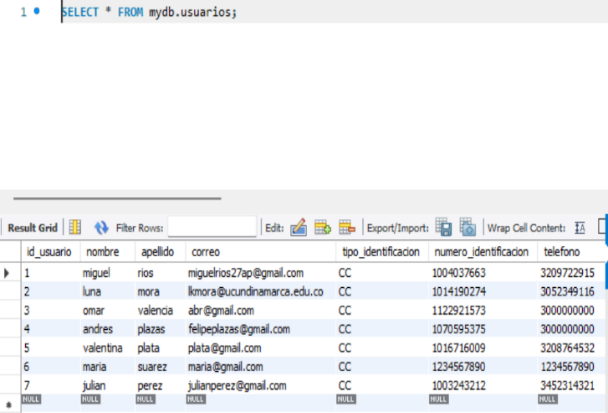 1 SELECT * FROM mydb.usuarios;
Result Grid Filter Rows: Edit: Export/Import: Wrap Cell Content:
id_usuario nombre apellido correo tipo_identificacion numero_identificacion telefono
1 miguel rios miguelrios27ap@gmail.com CC 1004037663 3209722915
2 luna mora lkmora@ucundinamarca.edu.co CC 1014190274 3052349116
3 omar valencia abr@gmail.com CC 1122921573 3000000000
4 andres plazas felipeplazas@gmail.com CC 1070595375 3000000000
5 valentina plata plata@gmail.com CC 1016716009 3208764532
6 maria suarez maria@gmail.com CC 1234567890 1234567890
7 julian perez julianperez@gmail.com CC 1003243212 3452314321
NULL NULL NULL NULL NULL NULL NULL